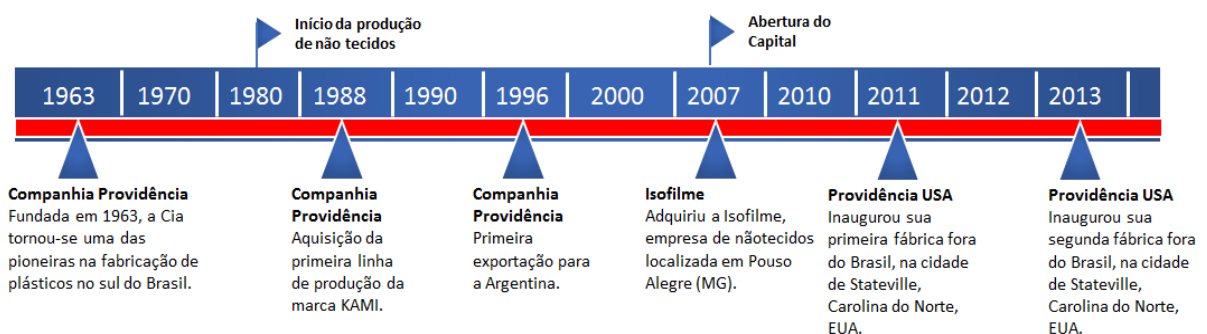 Início da produção
de não tecidos
Abertura do
Capital
1963 1970 1980 1988 1990 1996 2000 2007 2010 2011 2012 2013
Companhia Providência
Fundada em 1963, a Cia
tornou-se uma das
pioneiras na fabricação de
plásticos no sul do Brasil.
Companhia
Providência
Aquisição da
primeira linha
de produção da
marca KAMI.
Companhia
Providência
Primeira
exportação para
a Argentina.
Isofilme
Adquiriu a Isofilme,
empresa de nãotecidos
localizada em Pouso
Alegre (MG).
Providência USA
Inaugurou sua
primeira fábrica fora
do Brasil, na cidade
de Stateville,
Carolina do Norte,
EUA.
Providência USA
Inaugurou sua
segunda fábrica fora
do Brasil, na cidade
de Stateville,
Carolina do Norte,
EUA.